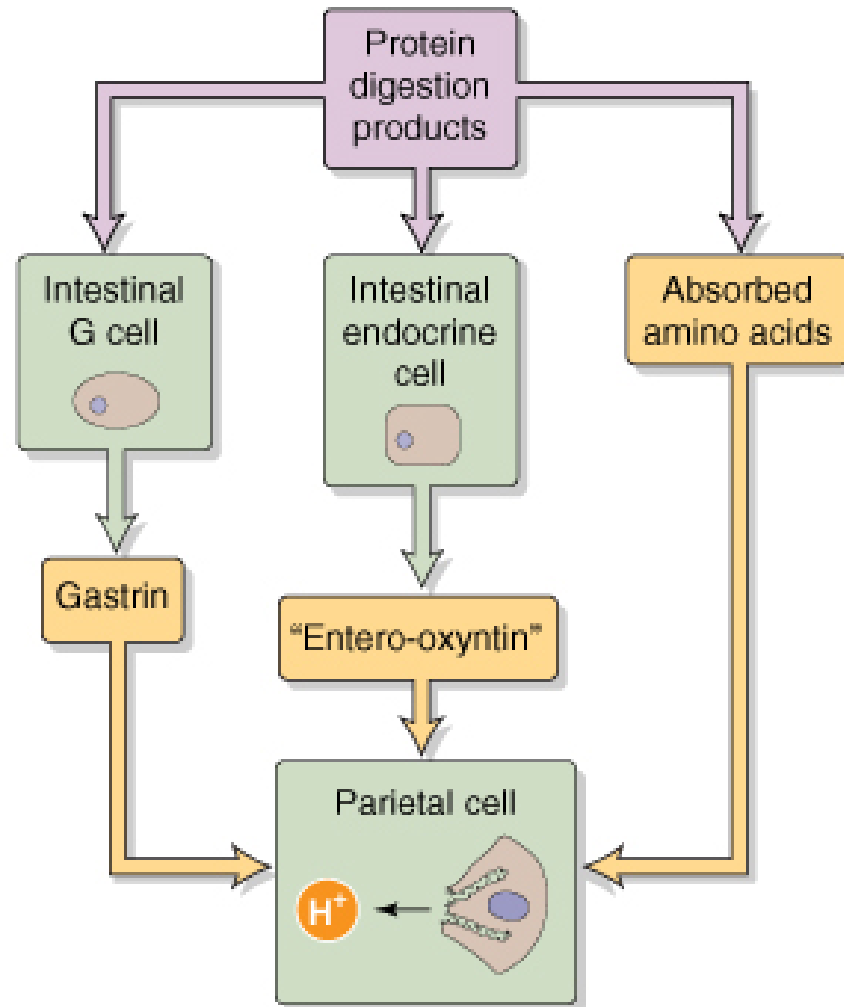 Protein
digestion
products
Intestinal
G cell
Intestinal
endocrine
cell
Absorbed
amino acids
Gastrin
“Entero-oxyntin”
Parietal cell
H⁺